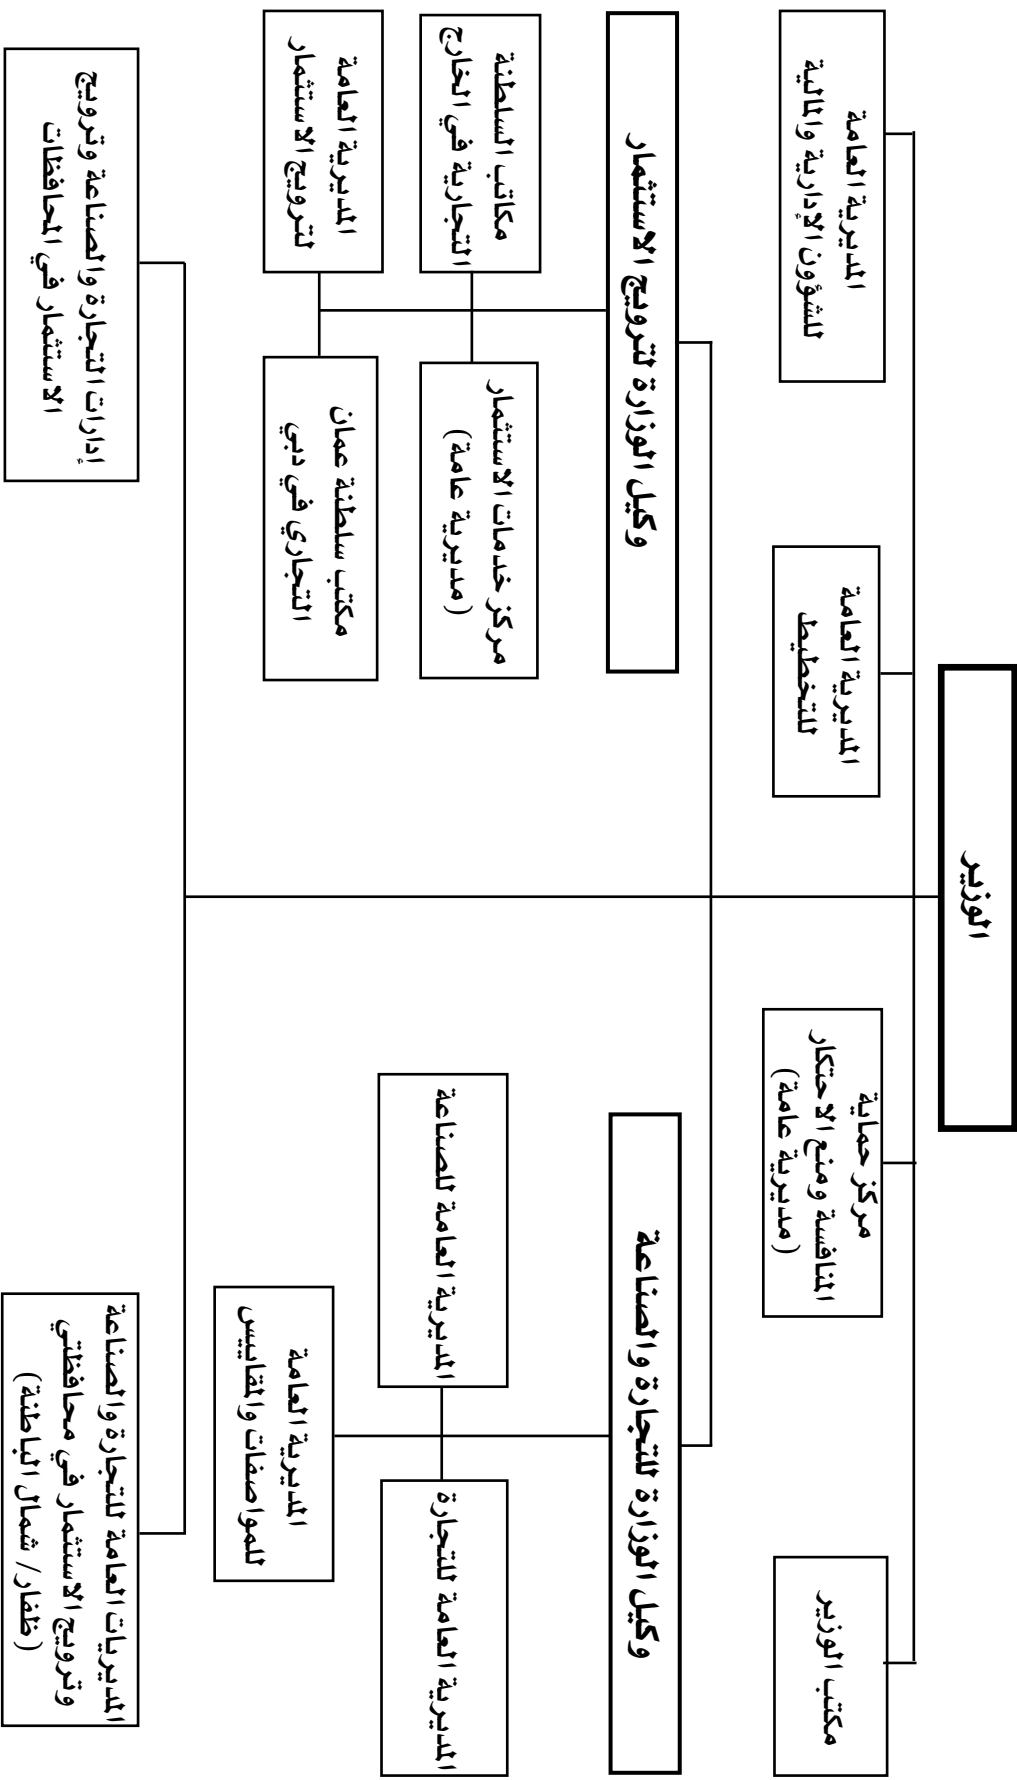 الوزير
مكتب الوزير
مركز حماية
المنافسة ومنع الاحتكار
(مديرية عامة)
المديرية العامة
للتخطيط
المديرية العامة
للشؤون الإدارية والمالية
وكيل الوزارة للتجارة والصناعة
وكيل الوزارة لترويج الاستثمار
المديرية العامة للتجارة
المديرية العامة للصناعة
المديرية العامة
للمواصفات والمقاييس
مركز خدمات الاستثمار
(مديرية عامة)
مكاتب السلطنة
التجارية في الخارج
مكتب سلطنة عمان
التجاري في دبي
المديرية العامة
لترويج الاستثمار
المديريات العامة للتجارة والصناعة
وترويج الاستثمار في محافظتي
(ظفار/ شمال الباطنة)
إدارات التجارة والصناعة وترويج
الاستثمار في المحافظات